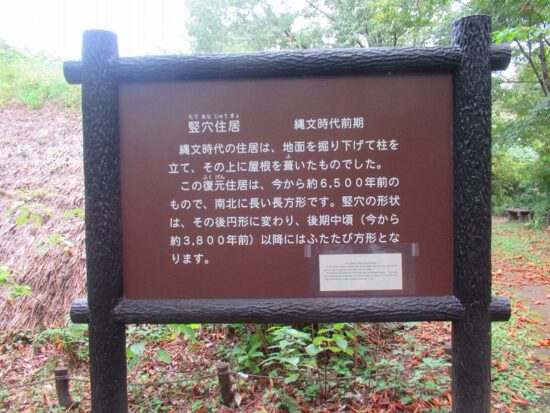 たて あな じゅう きょ
竪穴住居 縄文時代前期
縄文時代の住居は、地面を掘り下げて柱を
立て、その上に屋根を葺いたものでした。
ふ
ふく げん
この復元住居は、今から約6,500年前の
もので、南北に長い長方形です。竪穴の形状
は、その後円形に変わり、後期中頃（今から
約3,800年前）以降にはふたたび方形とな
ります。